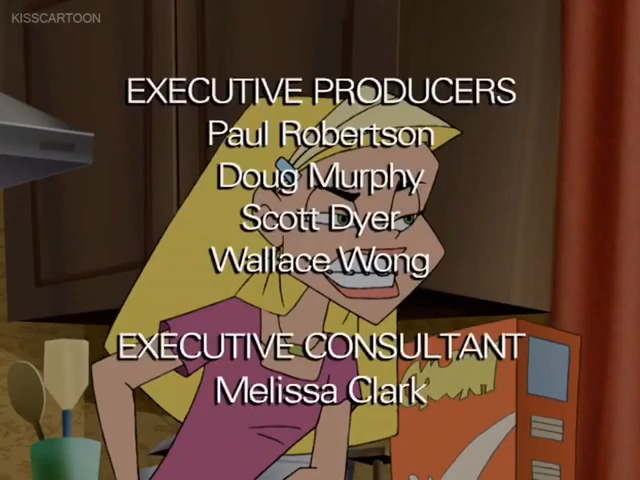 KISSCARTOON
EXECUTIVE PRODUCERS
Paul Robertson
Doug Murphy
Scott Dyer
Wallace Wong
EXECUTIVE CONSULTANT
Melissa Clark